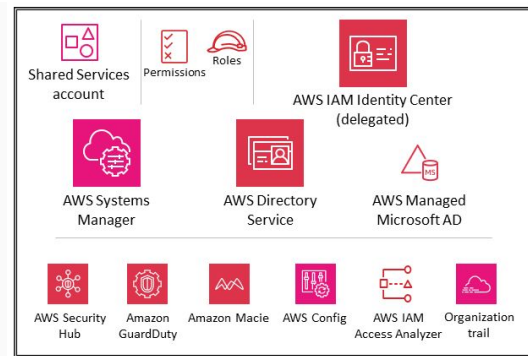 Shared Services
account
Permissions
Roles
AWS IAM Identity Center
(delegated)
AWS Systems
Manager
AWS Directory
Service
MS
AWS Managed
Microsoft AD
AWS Security
Hub
Amazon
GuardDuty
Amazon Macie
AWS Config
AWS IAM
Access Analyzer
Organization
trail